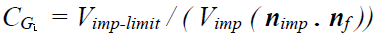 C_{G_i} = V_{imp-limit} / ( V_{imp} ( n_{imp} . n_f ))